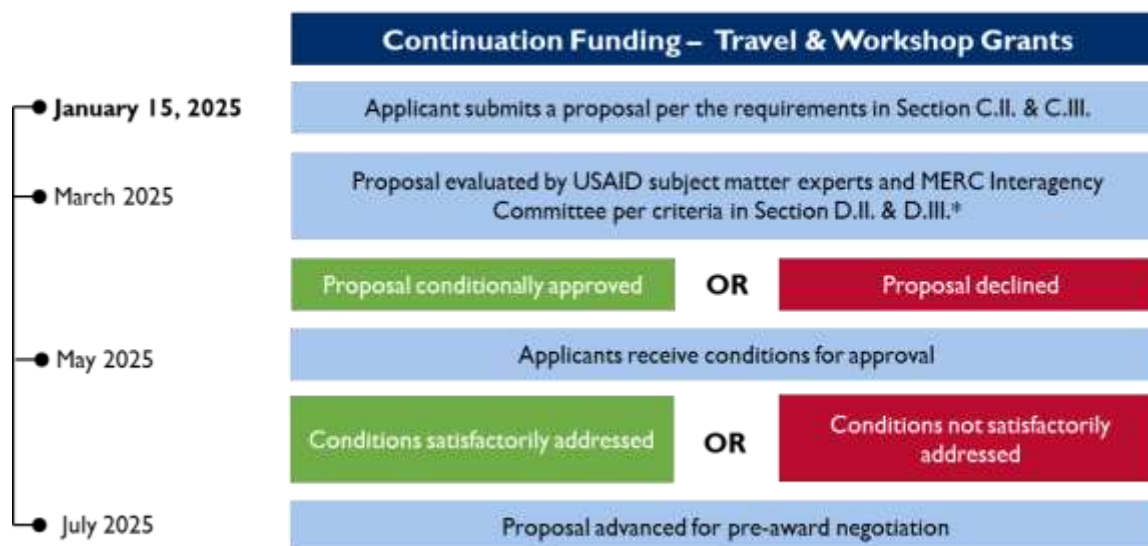 Continuation Funding – Travel & Workshop Grants
January 15, 2025
Applicant submits a proposal per the requirements in Section C.II. & C.III.
March 2025
Proposal evaluated by USAID subject matter experts and MERC Interagency
Committee per criteria in Section D.II. & D.III.*
Proposal conditionally approved
OR
Proposal declined
May 2025
Applicants receive conditions for approval
Conditions satisfactorily addressed
OR
Conditions not satisfactorily
addressed
July 2025
Proposal advanced for pre-award negotiation